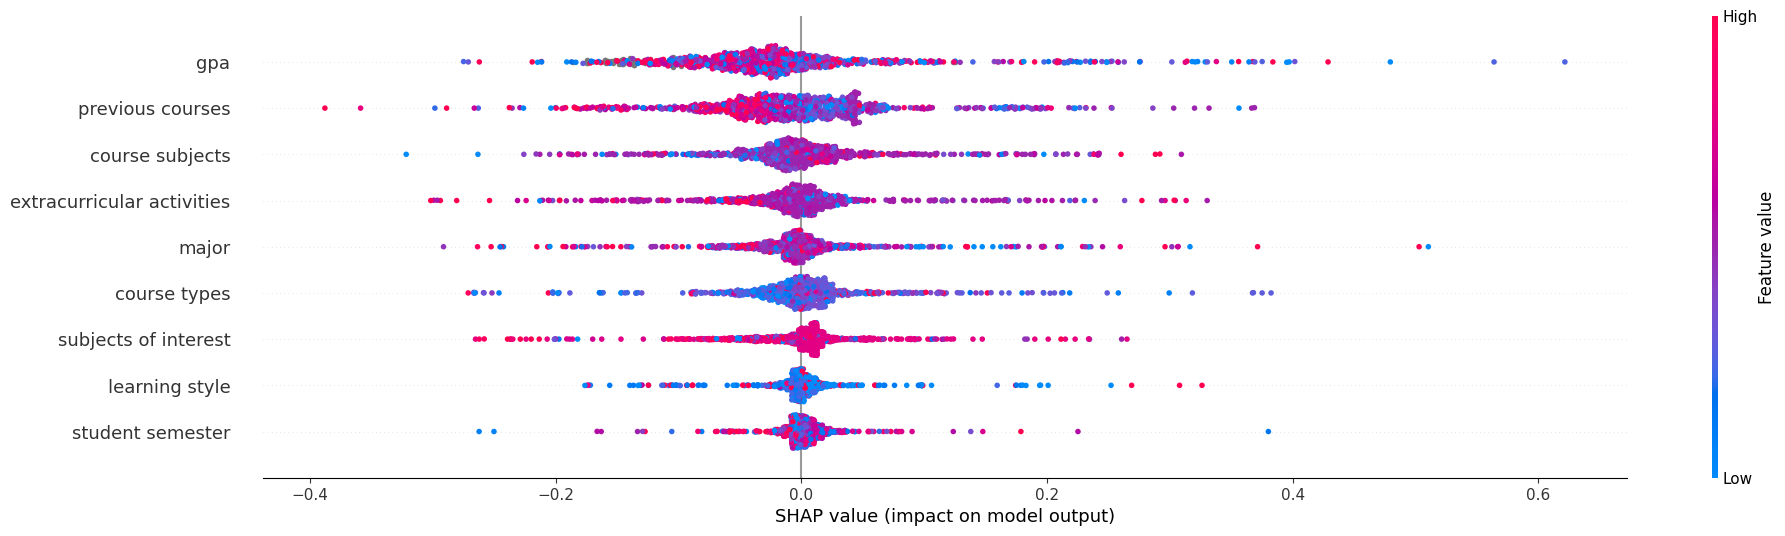 High
gpa
previous courses
course subjects
extracurricular activities
major
course types
subjects of interest
learning style
student semester
Feature value
Low
−0.4 −0.2 0.0 0.2 0.4 0.6
SHAP value (impact on model output)